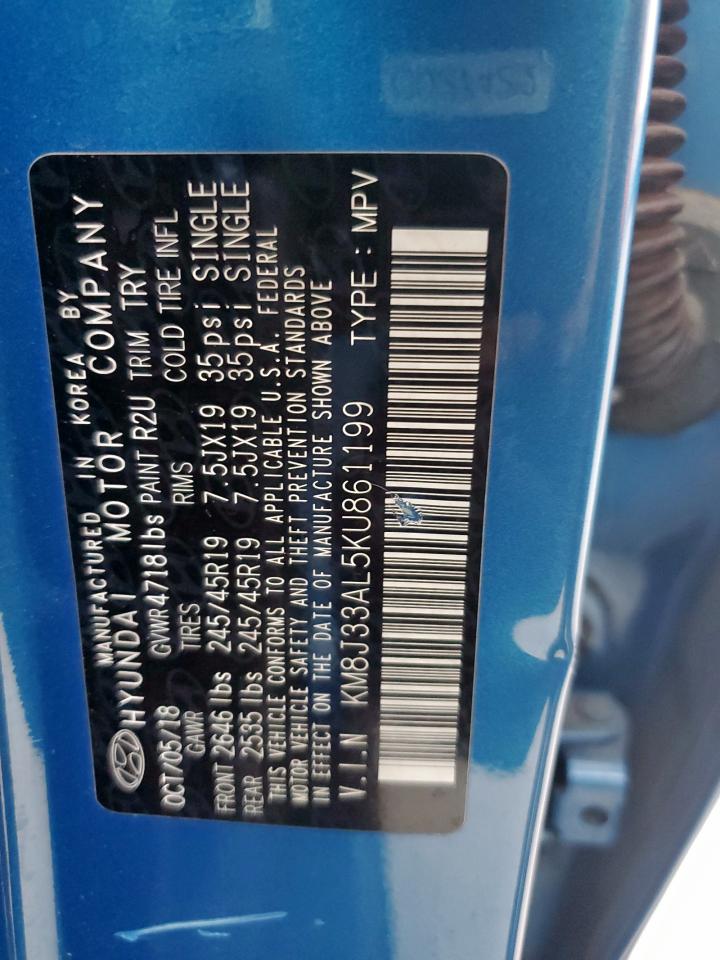 MANUFACTURED IN KOREA BY
HYUNDAI MOTOR COMPANY
OCT/05/18 GVWR 4718lbs PAINT R2U TRIM TRY
GAWR TIRES RIMS COLD TIRE INFL
FRONT 2646 lbs 245/45R19 7.5JX19 35psi SINGLE
REAR 2535 lbs 245/45R19 7.5JX19 35psi SINGLE
THIS VEHICLE CONFORMS TO ALL APPLICABLE U.S.A. FEDERAL
MOTOR VEHICLE SAFETY AND THEFT PREVENTION STANDARDS
IN EFFECT ON THE DATE OF MANUFACTURE SHOWN ABOVE
V.I.N KM8J33AL5KU861199 TYPE : MPV